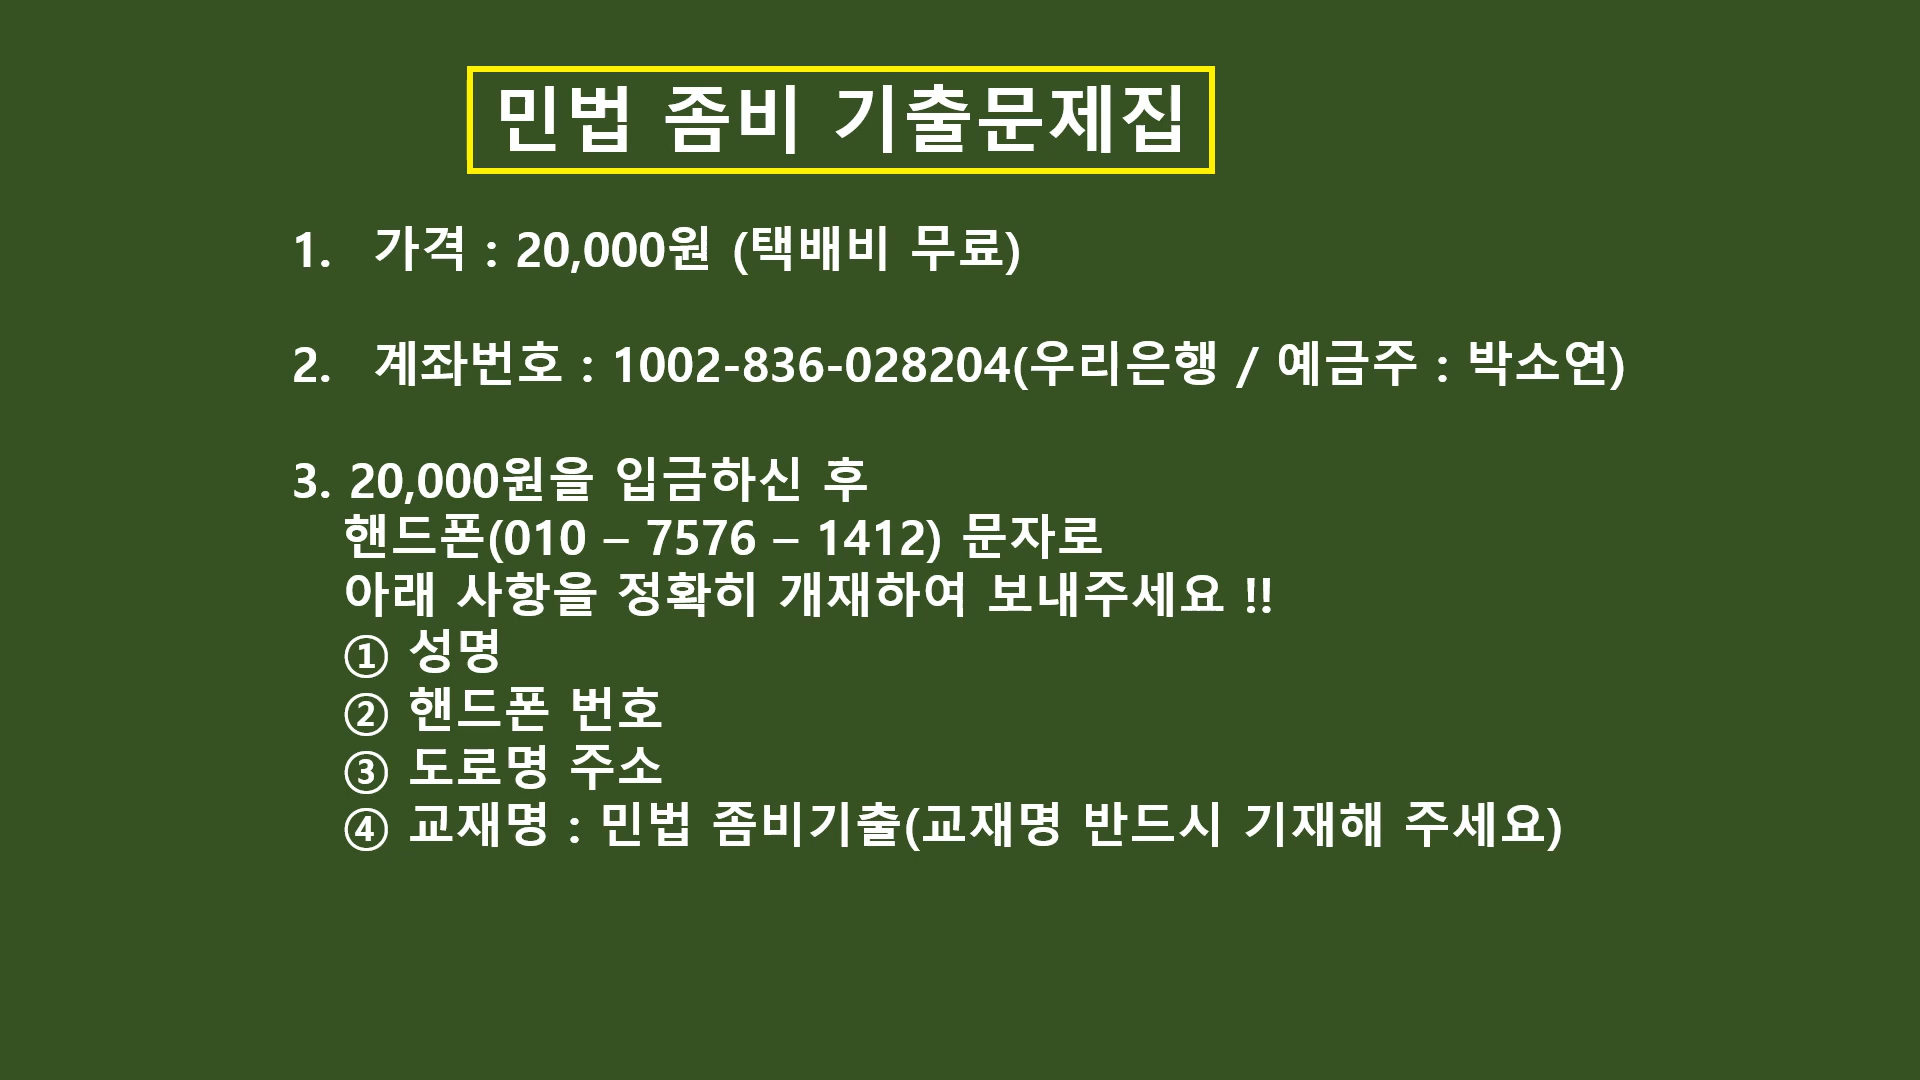 민법 좀비 기출문제집
1. 가격 : 20,000원 (택배비 무료)
2. 계좌번호 : 1002-836-028204(우리은행 / 예금주 : 박소연)
3. 20,000원을 입금하신 후
핸드폰(010 – 7576 – 1412) 문자로
아래 사항을 정확히 개재하여 보내주세요 !!
① 성명
② 핸드폰 번호
③ 도로명 주소
④ 교재명 : 민법 좀비기출(교재명 반드시 기재해 주세요)